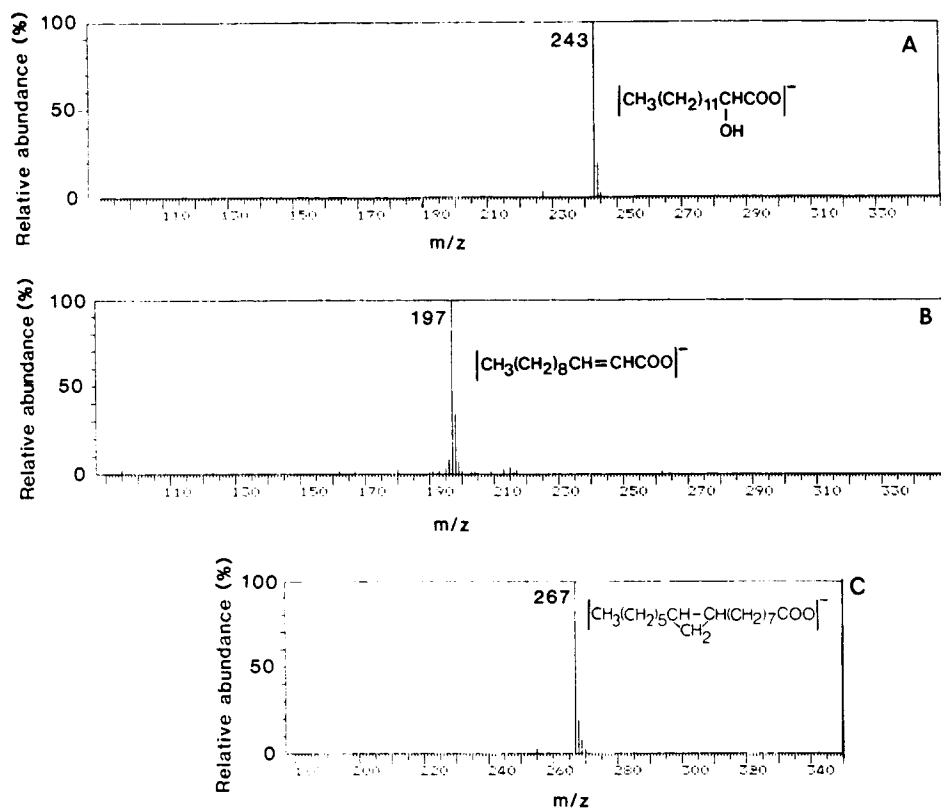 Relative abundance (%)
100
50
0
243
A
|CH₃(CH₂)₁₁CHCOO|⁻
OH
110 130 150 170 190 210 230 250 270 290 310 330
m/z
Relative abundance (%)
100
50
0
197
B
|CH₃(CH₂)₈CH=CHCOO|⁻
110 130 150 170 190 210 230 250 270 290 310 330
m/z
Relative abundance (%)
100
50
0
267
C
|CH₃(CH₂)₅CH-CH(CH₂)₇COO|⁻
CH₂
200 220 240 260 280 300 320 340
m/z